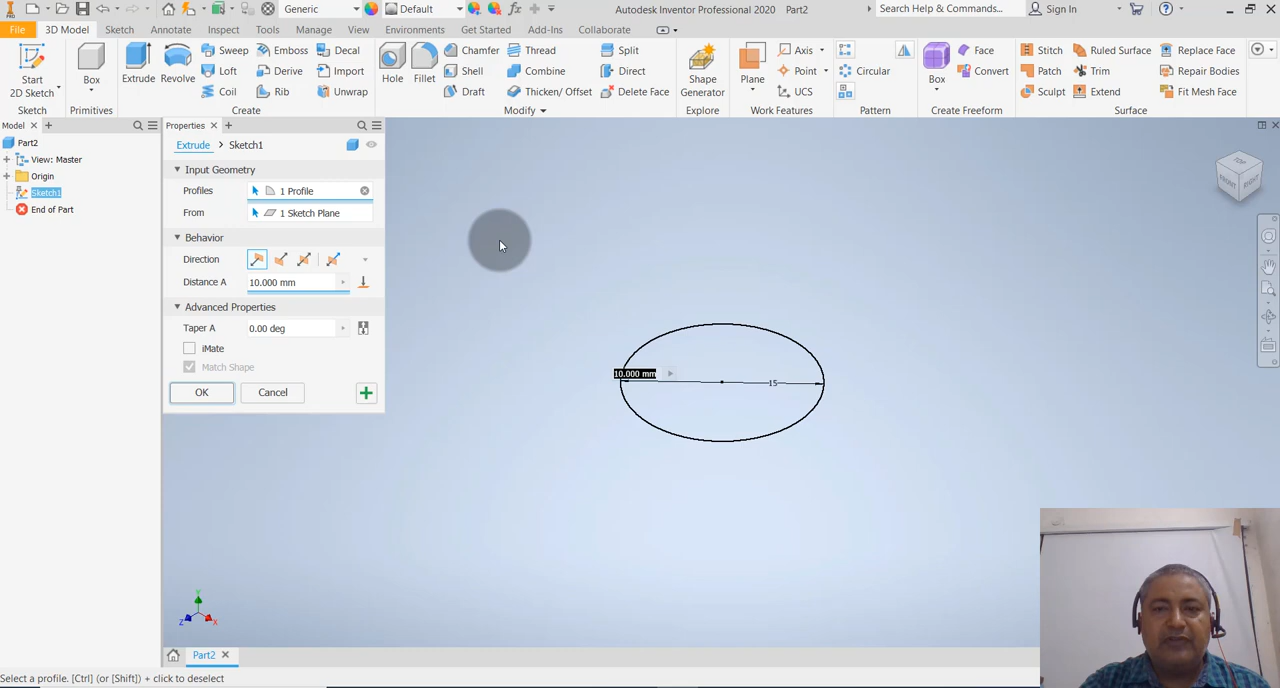 Generic
Default
fx
Autodesk Inventor Professional 2020 Part2
Search Help & Commands...
Sign In
File
3D Model
Sketch
Annotate
Inspect
Tools
Manage
View
Environments
Get Started
Add-Ins
Collaborate
Start
2D Sketch
Sketch
Box
Primitives
Extrude
Revolve
Sweep
Loft
Coil
Emboss
Derive
Rib
Decal
Import
Unwrap
Create
Hole
Fillet
Chamfer
Shell
Draft
Thread
Combine
Thicken/ Offset
Split
Direct
Delete Face
Modify
Shape
Generator
Explore
Plane
Axis
Point
UCS
Work Features
Circular
Pattern
Box
Face
Convert
Create Freeform
Stitch
Patch
Sculpt
Ruled Surface
Trim
Extend
Replace Face
Repair Bodies
Fit Mesh Face
Surface
Model
Part2
View: Master
Origin
Sketch1
End of Part
Properties
Extrude > Sketch1
Input Geometry
Profiles 1 Profile
From 1 Sketch Plane
Behavior
Direction
Distance A 10.000 mm
Advanced Properties
Taper A 0.00 deg
iMate
Match Shape
OK
Cancel
10.000 mm
15
TOP
FRONT
RIGHT
Y
Z
X
Part2
Select a profile. [Ctrl] (or [Shift]) + click to deselect